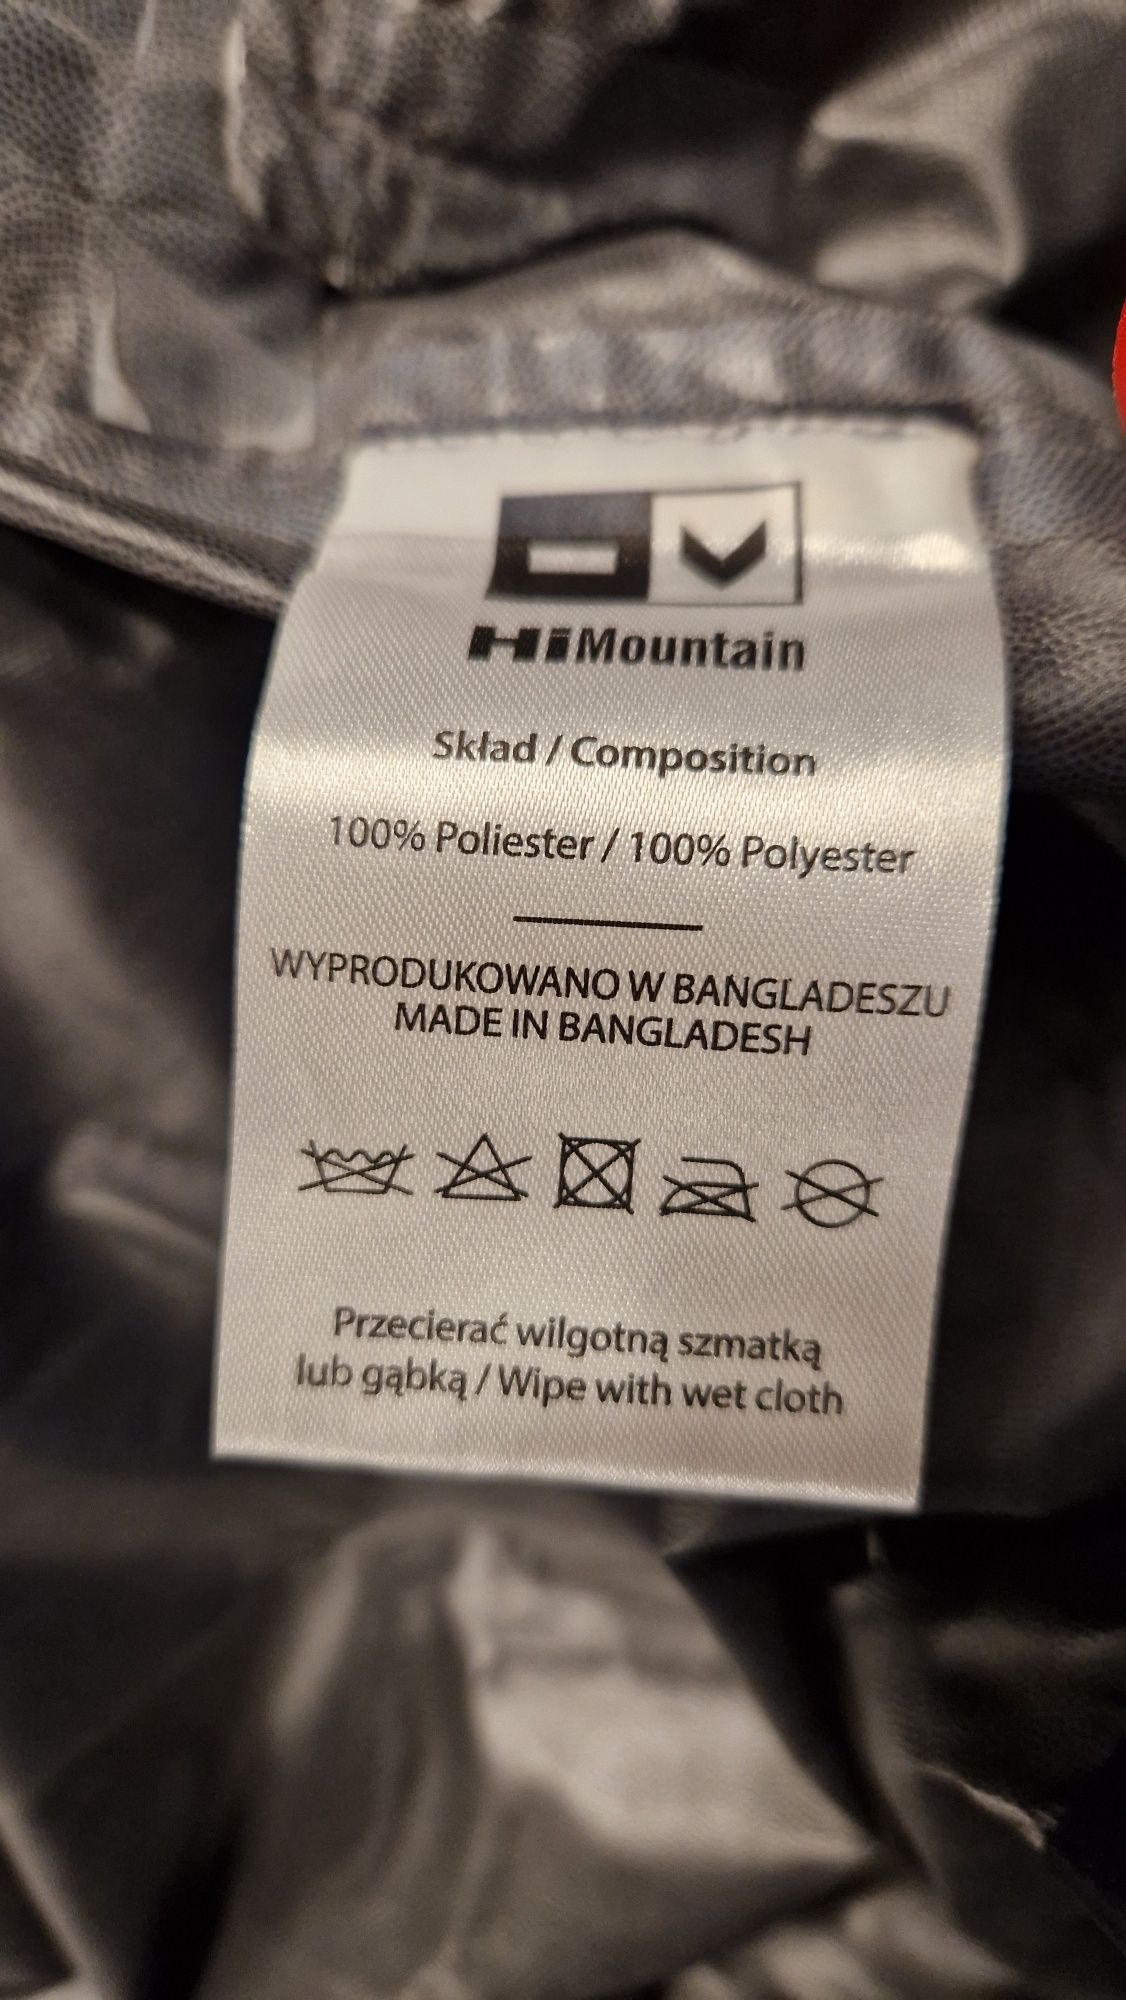 HiMountain
Skład / Composition
100% Poliester / 100% Polyester
WYPRODUKOWANO W BANGLADESZU
MADE IN BANGLADESH
Przecierać wilgotną szmatką
lub gąbką / Wipe with wet cloth